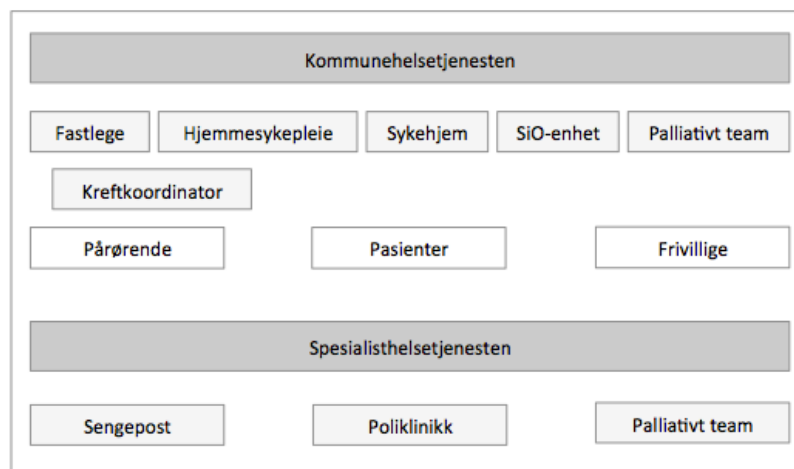 Kommunehelsetjenesten
Fastlege Hjemmesykepleie Sykehjem SiO-enhet Palliativt team
Kreftkoordinator
Pårørende Pasienter Frivillige
Spesialisthelsetjenesten
Sengepost Poliklinikk Palliativt team